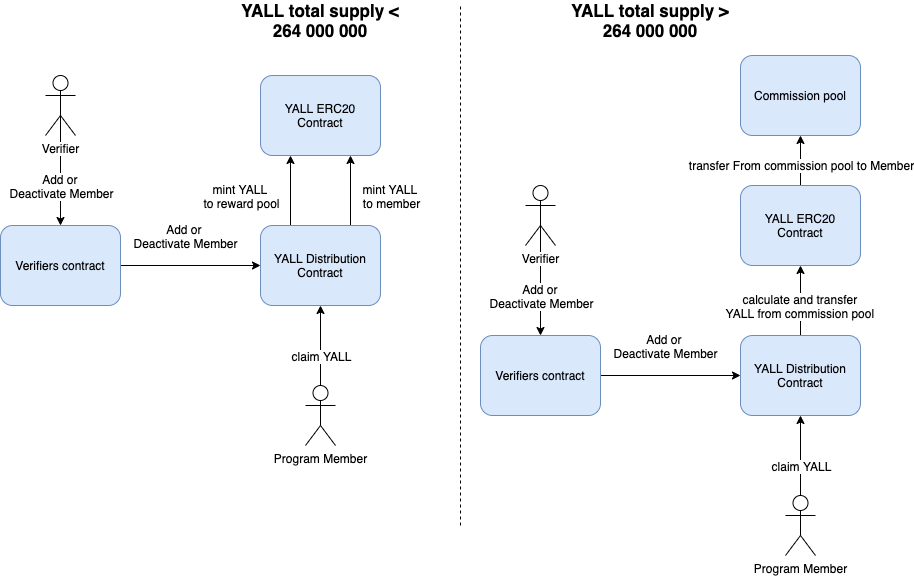 YALL total supply <
264 000 000
YALL ERC20
Contract
Verifier
Add or
Deactivate Member
mint YALL
to reward pool
mint YALL
to member
Add or
Deactivate Member
Verifiers contract
YALL Distribution
Contract
claim YALL
Program Member
YALL total supply >
264 000 000
Commission pool
transfer From commission pool to Member
YALL ERC20
Contract
Verifier
Add or
Deactivate Member
calculate and transfer
YALL from commission pool
Add or
Deactivate Member
Verifiers contract
YALL Distribution
Contract
claim YALL
Program Member